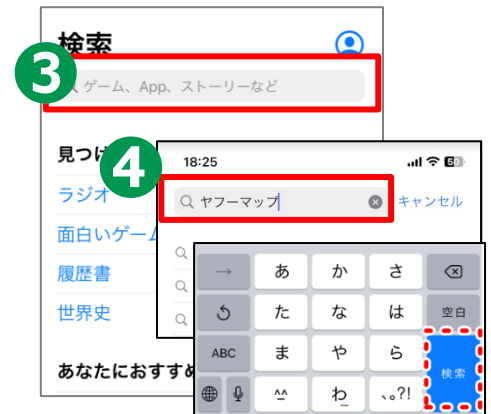 検索
3
ゲーム、App、ストーリーなど
見つけ
4
18:25
ラジオ
ヤフーマップ
キャンセル
面白いゲーム
履歴書
世界史
あなたにおすすめ
→ あ か さ
た な は 空白
ABC ま や ら 検索
^^ わ 、。?!